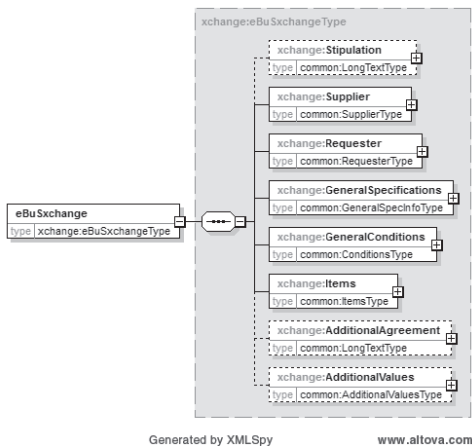 xchange:eBuSxchangeType
xchange:Stipulation
type common:LongTextType
xchange:Supplier
type common:SupplierType
xchange:Requester
type common:RequesterType
xchange:GeneralSpecifications
type common:GeneralSpecInfoType
eBuSxchange
type xchange:eBuSxchangeType
xchange:GeneralConditions
type common:ConditionsType
xchange:Items
type common:ItemsType
xchange:AdditionalAgreement
type common:LongTextType
xchange:AdditionalValues
type common:AdditionalValuesType
Generated by XMLSpy www.altova.com